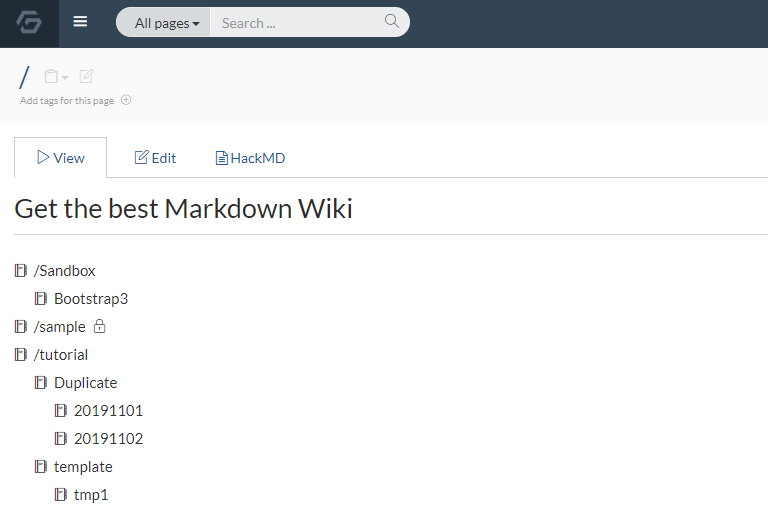 All pages Search ...
/
Add tags for this page
View Edit HackMD
Get the best Markdown Wiki
/Sandbox
Bootstrap3
/sample
/tutorial
Duplicate
20191101
20191102
template
tmp1